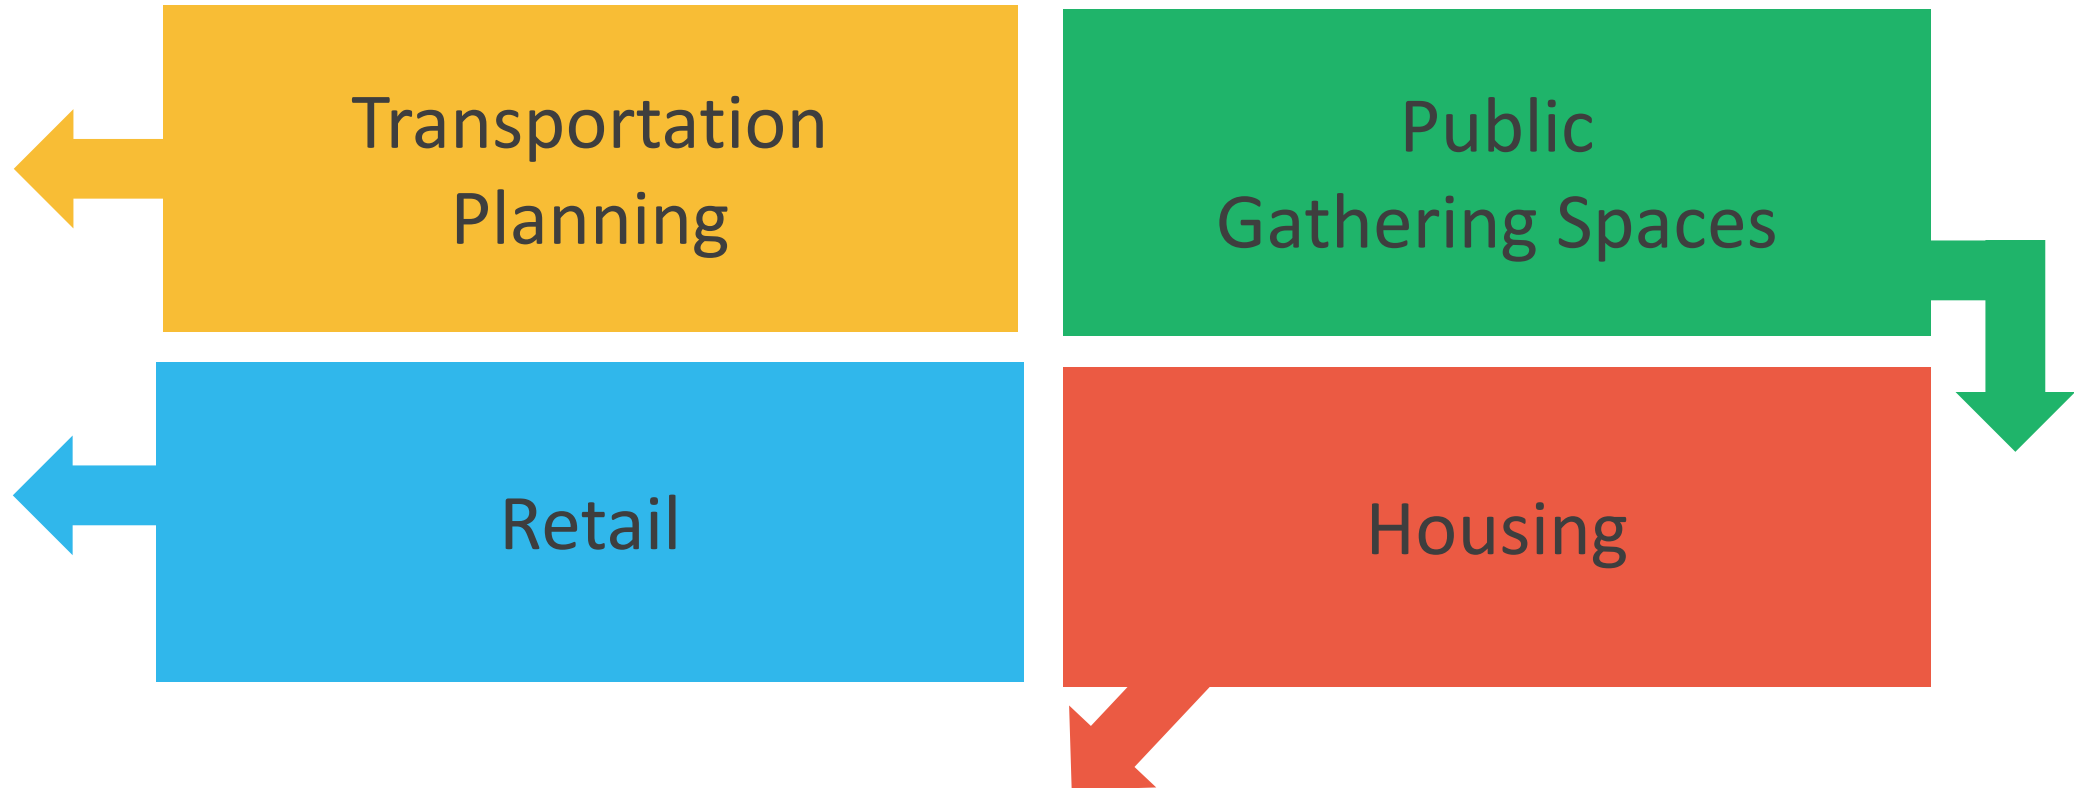 Transportation
Planning
Public
Gathering Spaces
Retail
Housing